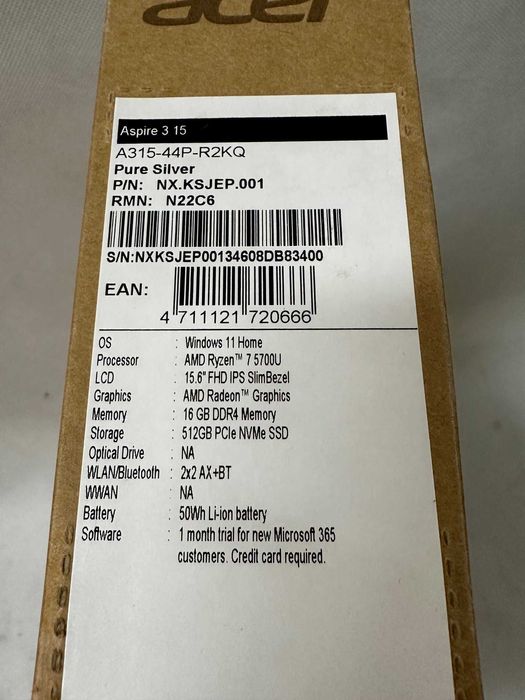 acer
Aspire 3 15
A315-44P-R2KQ
Pure Silver
P/N: NX.KSJEP.001
RMN: N22C6
S/N:NXKSJEP00134608DB83400
EAN:
4 711121 720666
OS : Windows 11 Home
Processor : AMD Ryzen™ 7 5700U
LCD : 15.6" FHD IPS SlimBezel
Graphics : AMD Radeon™ Graphics
Memory : 16 GB DDR4 Memory
Storage : 512GB PCIe NVMe SSD
Optical Drive : NA
WLAN/Bluetooth : 2x2 AX+BT
WWAN : NA
Battery : 50Wh Li-ion battery
Software : 1 month trial for new Microsoft 365
customers. Credit card required.